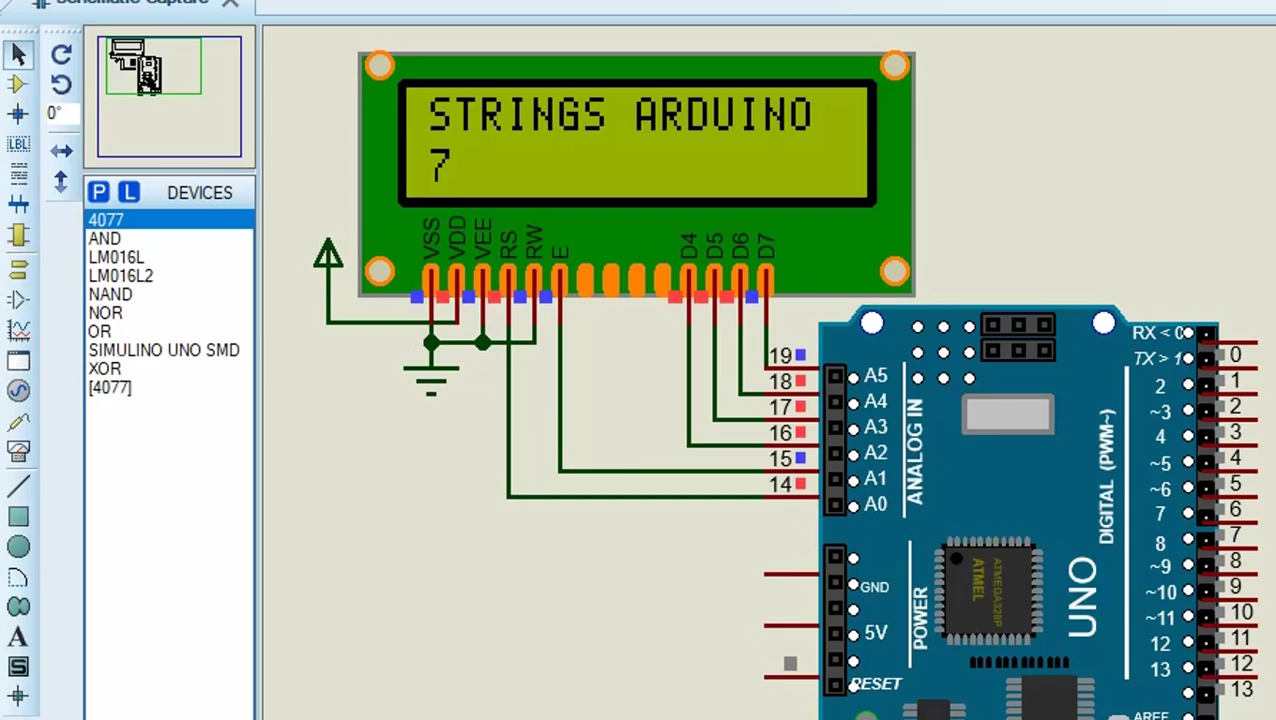 Schematic Capture
0°
LBL
P L DEVICES
4077
AND
LM016L
LM016L2
NAND
NOR
OR
SIMULINO UNO SMD
XOR
[4077]
A
S
STRINGS ARDUINO
7
VSS
VDD
VEE
RS
RW
E
D4
D5
D6
D7
19
18
17
16
15
14
A5
A4
A3
A2
A1
A0
ANALOG IN
GND
5V
RESET
POWER
ATMEL
ATMEGA328P
UNO
DIGITAL (PWM~)
RX < 0
TX > 1
2
~3
4
~5
~6
7
8
~9
~10
~11
12
13
AREF
0
1
2
3
4
5
6
7
8
9
10
11
12
13